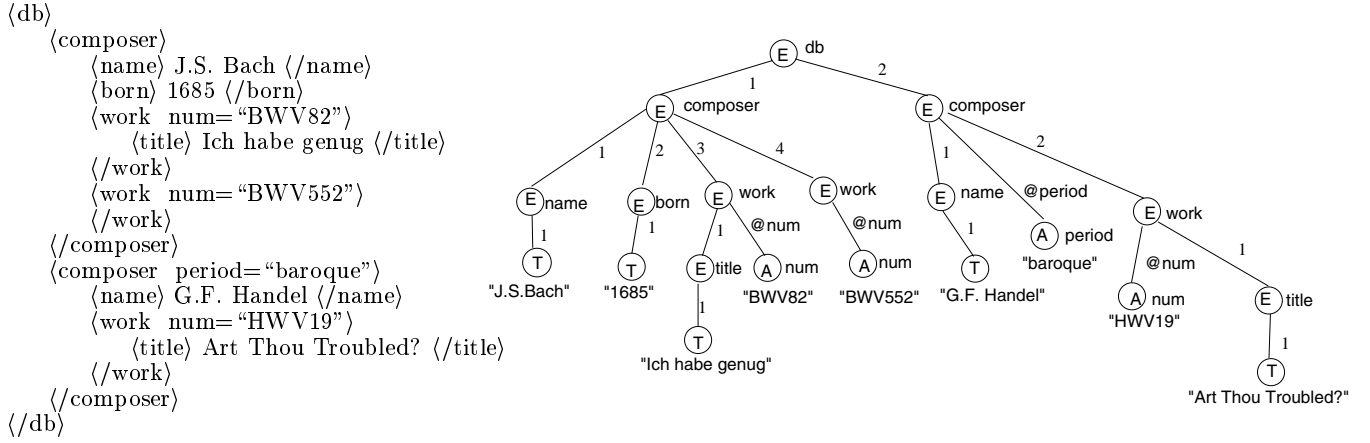 ⟨db⟩
⟨composer⟩
⟨name⟩ J.S. Bach ⟨/name⟩
⟨born⟩ 1685 ⟨/born⟩
⟨work num=“BWV82”⟩
⟨title⟩ Ich habe genug ⟨/title⟩
⟨/work⟩
⟨work num=“BWV552”⟩
⟨/work⟩
⟨/composer⟩
⟨composer period=“baroque”⟩
⟨name⟩ G.F. Handel ⟨/name⟩
⟨work num=“HWV19”⟩
⟨title⟩ Art Thou Troubled? ⟨/title⟩
⟨/work⟩
⟨/composer⟩
⟨/db⟩
E db
1 2
E composer E composer
1 2 3 4 1 @period 2
E name E born E work E work E name A period E work
"baroque"
1 1 1 @num @num 1 @num 1
T T E title A num A num T A num E title
"J.S.Bach" "1685" "BWV82" "BWV552" "G.F. Handel" "HWV19"
1 1
T T
"Ich habe genug" "Art Thou Troubled?"